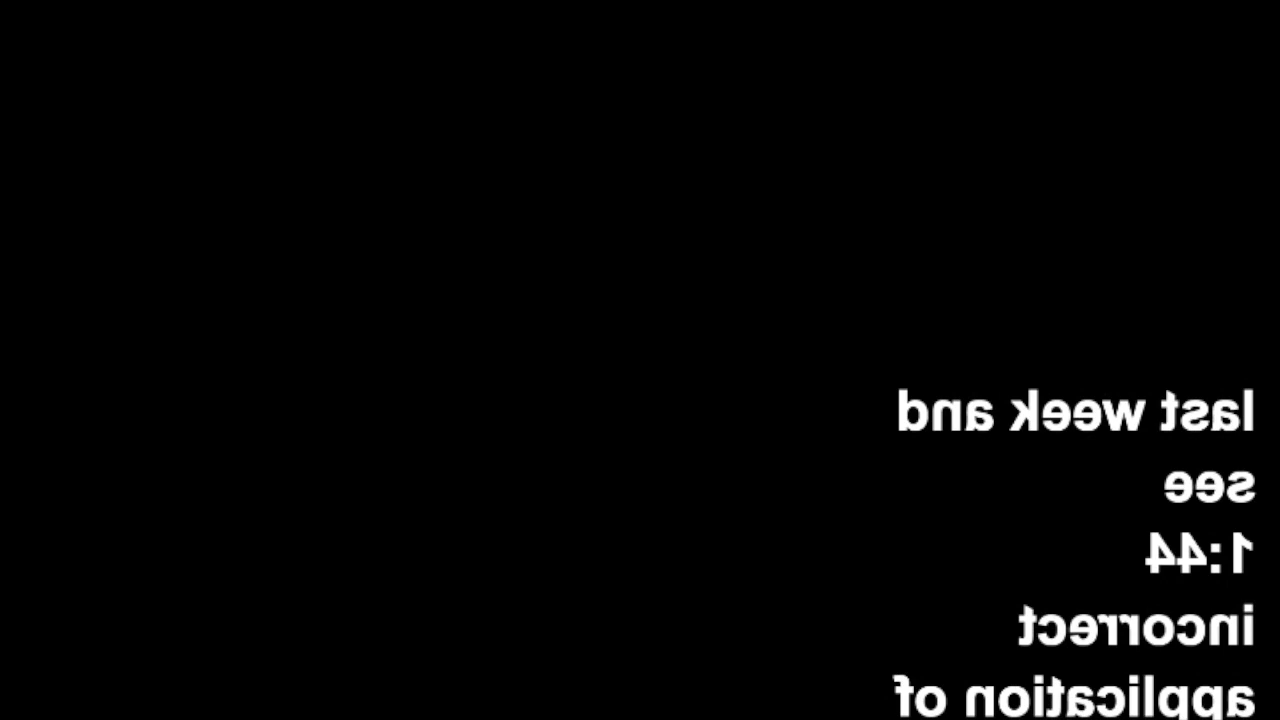 last week and
see
1:44
incorrect
application of